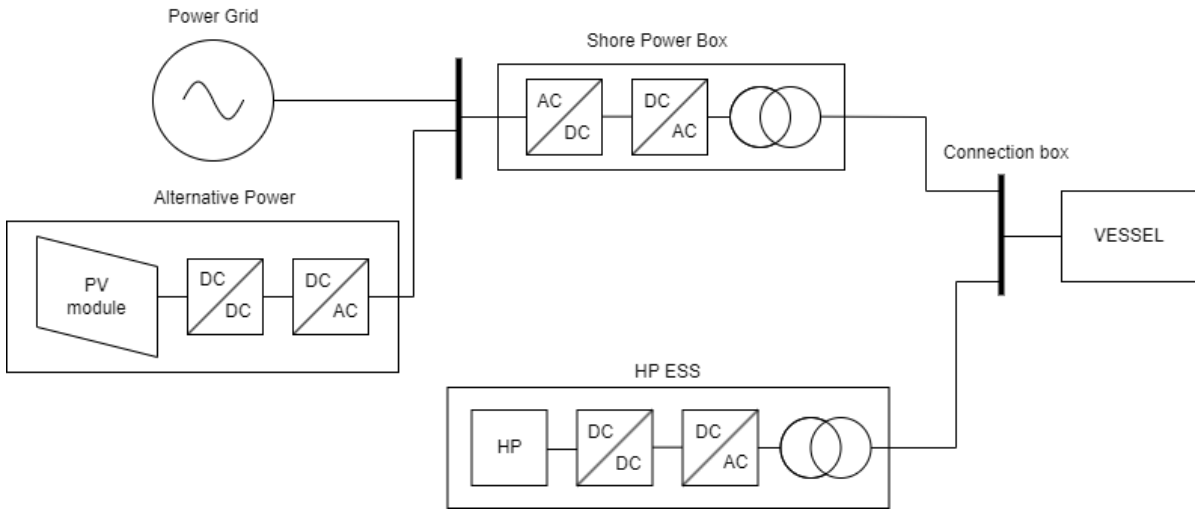 Power Grid
Shore Power Box
AC
DC
DC
AC
Connection box
VESSEL
Alternative Power
PV
module
DC
DC
DC
AC
HP ESS
HP
DC
DC
DC
AC